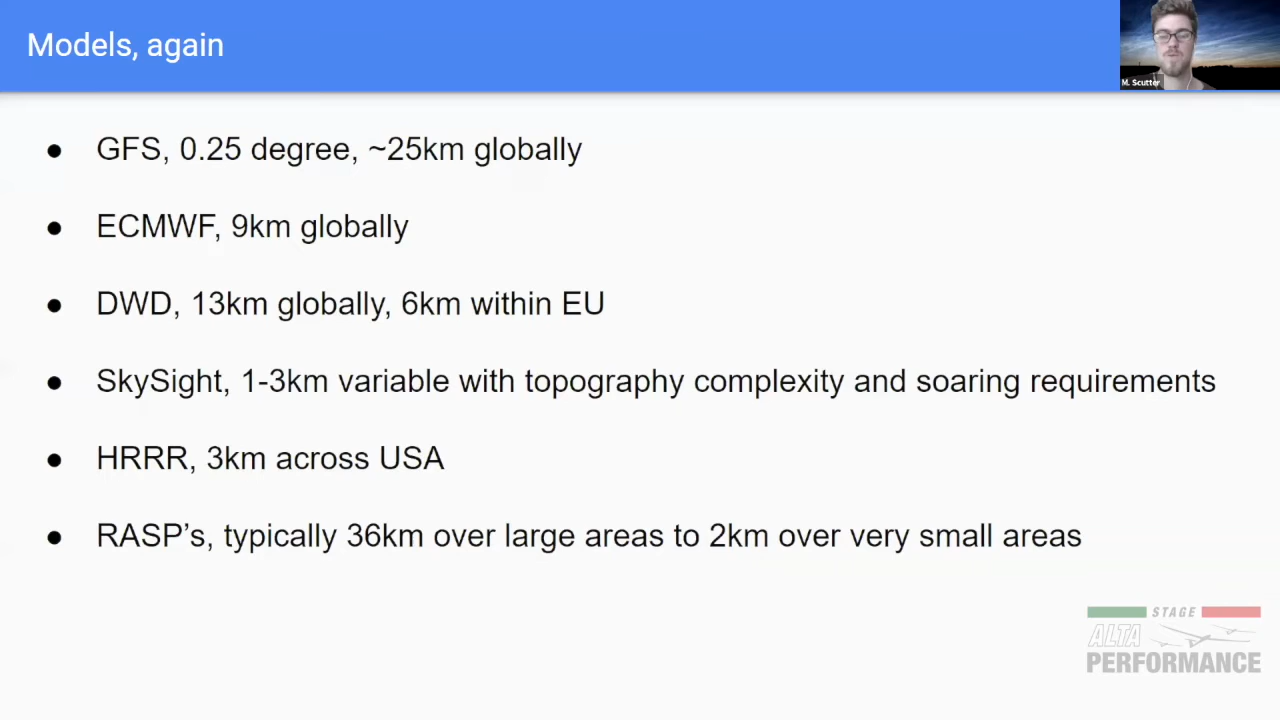 Models, again
M. Scutter
● GFS, 0.25 degree, ~25km globally
● ECMWF, 9km globally
● DWD, 13km globally, 6km within EU
● SkySight, 1-3km variable with topography complexity and soaring requirements
● HRRR, 3km across USA
● RASP’s, typically 36km over large areas to 2km over very small areas
STAGE
ALTA
PERFORMANCE